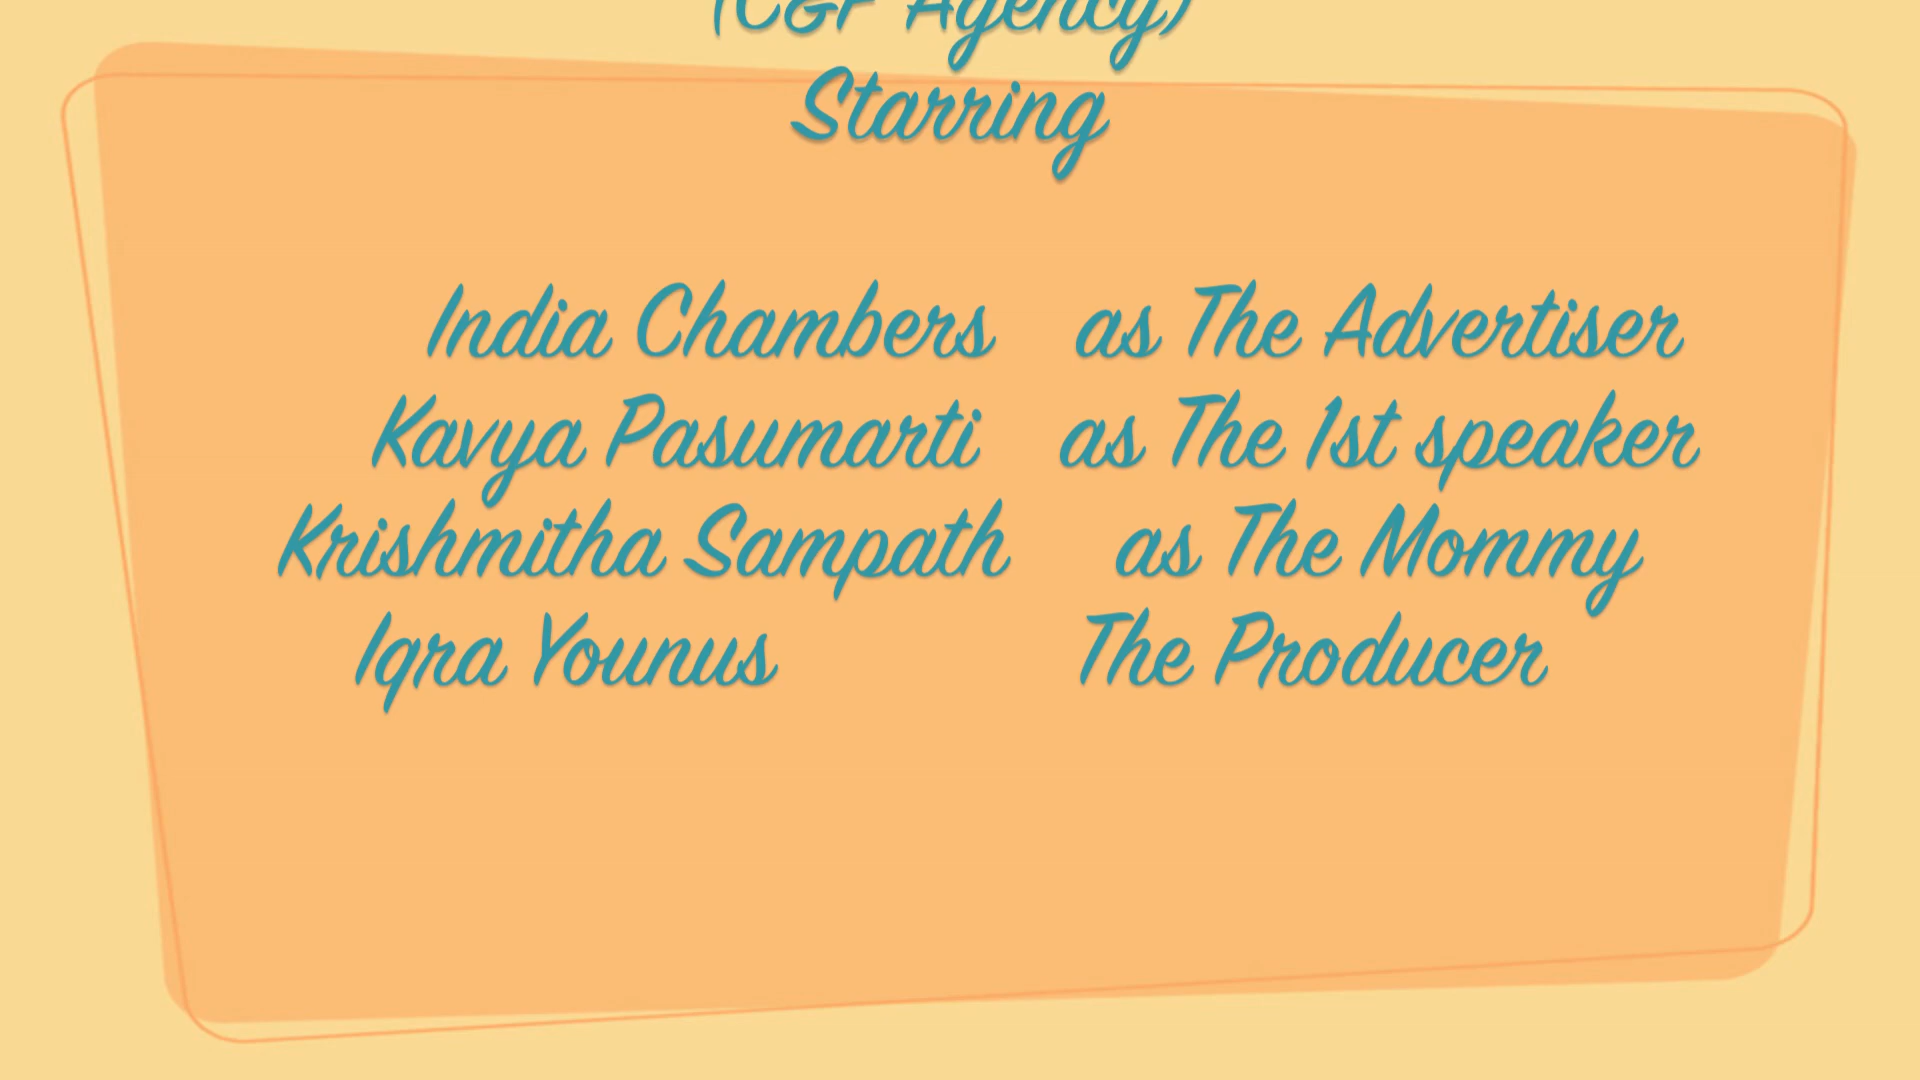 Agency)
Starring
India Chambers as The Advertiser
Kavya Pasumarti as The 1st speaker
Krishmitha Sampath as The Mommy
Iqra Younus The Producer